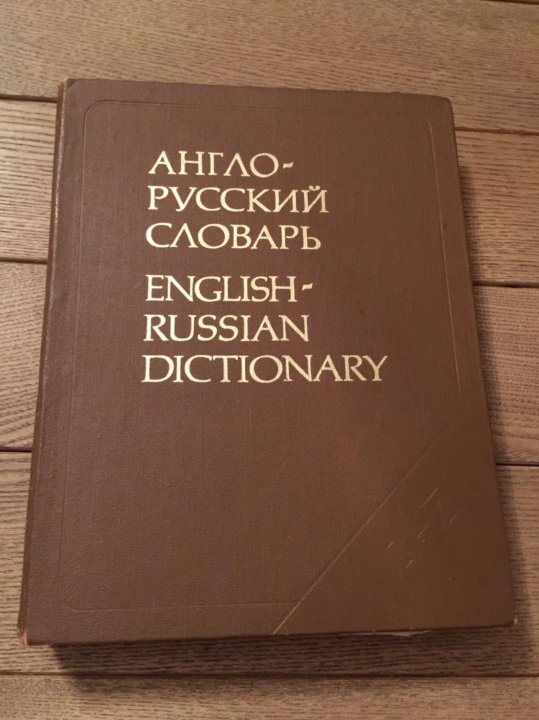 АНГЛО-
РУССКИЙ
СЛОВАРЬ
ENGLISH-
RUSSIAN
DICTIONARY